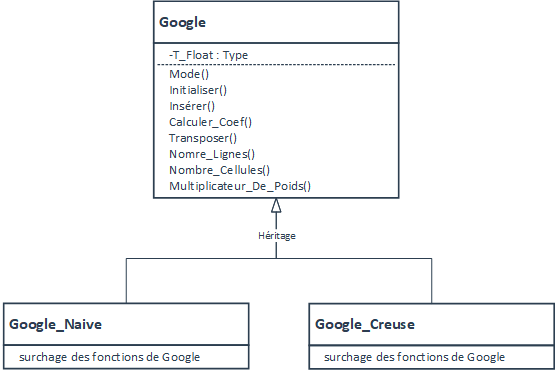 Google
-T_Float : Type
Mode()
Initialiser()
Insérer()
Calculer_Coef()
Transposer()
Nomre_Lignes()
Nombre_Cellules()
Multiplicateur_De_Poids()
Héritage
Google_Naive
surchage des fonctions de Google
Google_Creuse
surchage des fonctions de Google